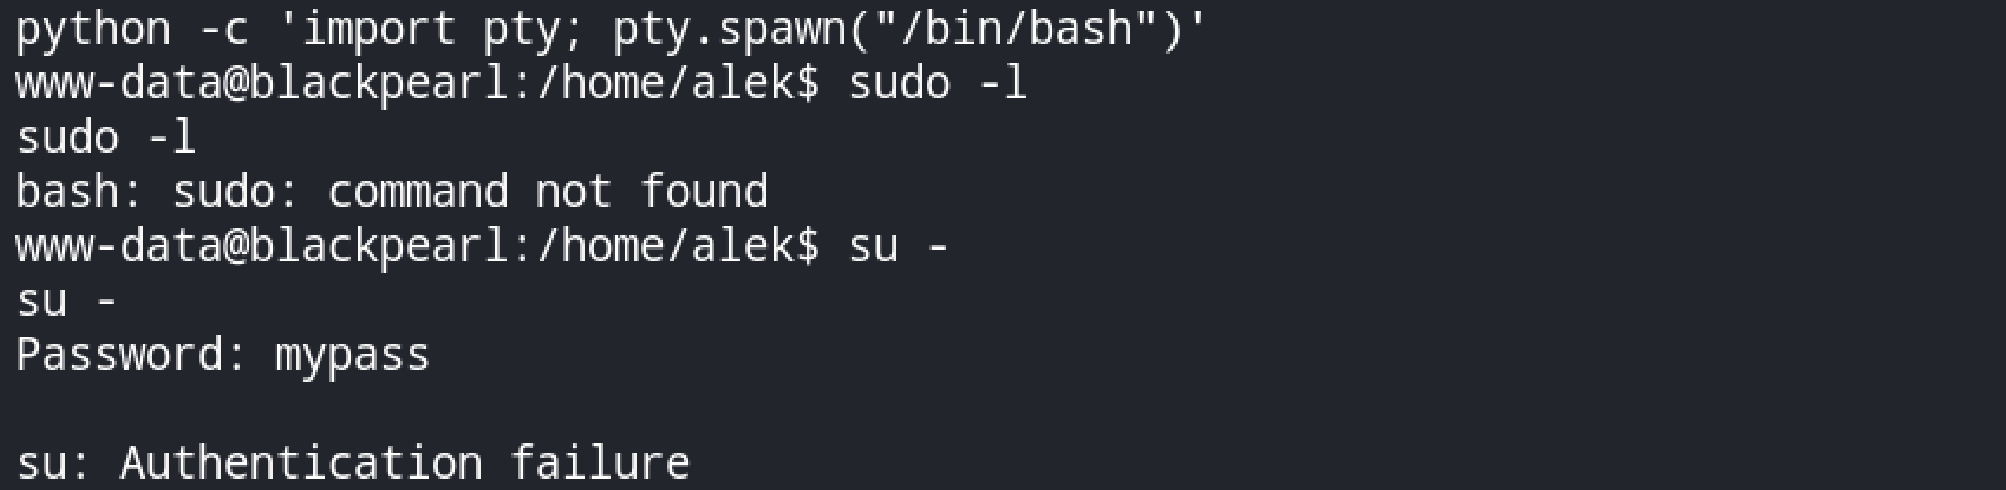 python -c 'import pty; pty.spawn("/bin/bash")'
www-data@blackpearl:/home/alek$ sudo -l
sudo -l
bash: sudo: command not found
www-data@blackpearl:/home/alek$ su -
su -
Password: mypass
su: Authentication failure